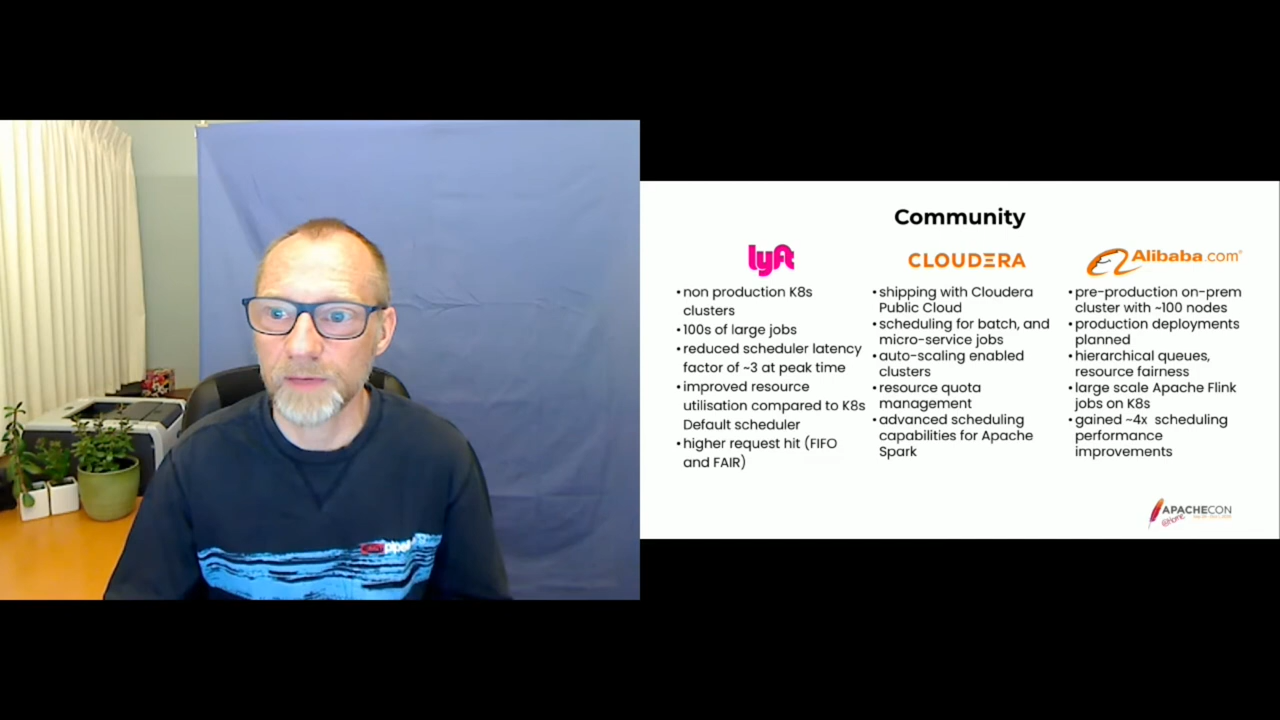 Community
lyft
• non production K8s
clusters
• 100s of large jobs
• reduced scheduler latency
factor of ~3 at peak time
• improved resource
utilisation compared to K8s
Default scheduler
• higher request hit (FIFO
and FAIR)
CLOUDERA
• shipping with Cloudera
Public Cloud
• scheduling for batch, and
micro-service jobs
• auto-scaling enabled
clusters
• resource quota
management
• advanced scheduling
capabilities for Apache
Spark
Alibaba.com®
• pre-production on-prem
cluster with ~100 nodes
• production deployments
planned
• hierarchical queues,
resource fairness
• large scale Apache Flink
jobs on K8s
• gained ~4x scheduling
performance
improvements
APACHECON
@Home